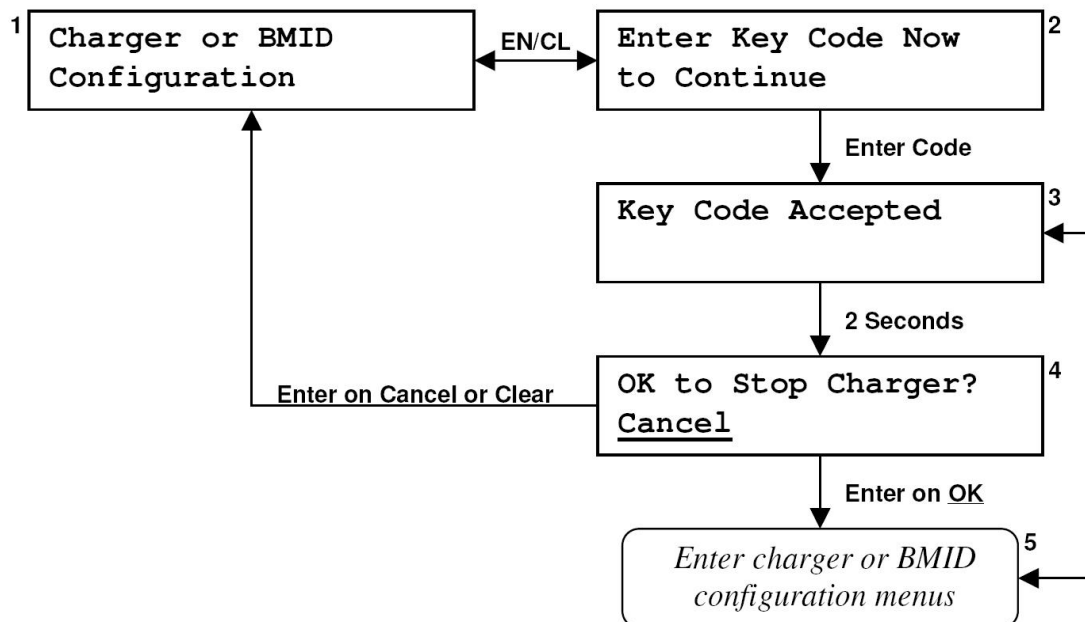 1
Charger or BMID
Configuration
EN/CL
Enter Key Code Now
to Continue
2
Enter Code
Key Code Accepted
3
2 Seconds
OK to Stop Charger?
Cancel
4
Enter on Cancel or Clear
Enter on OK
Enter charger or BMID
configuration menus
5